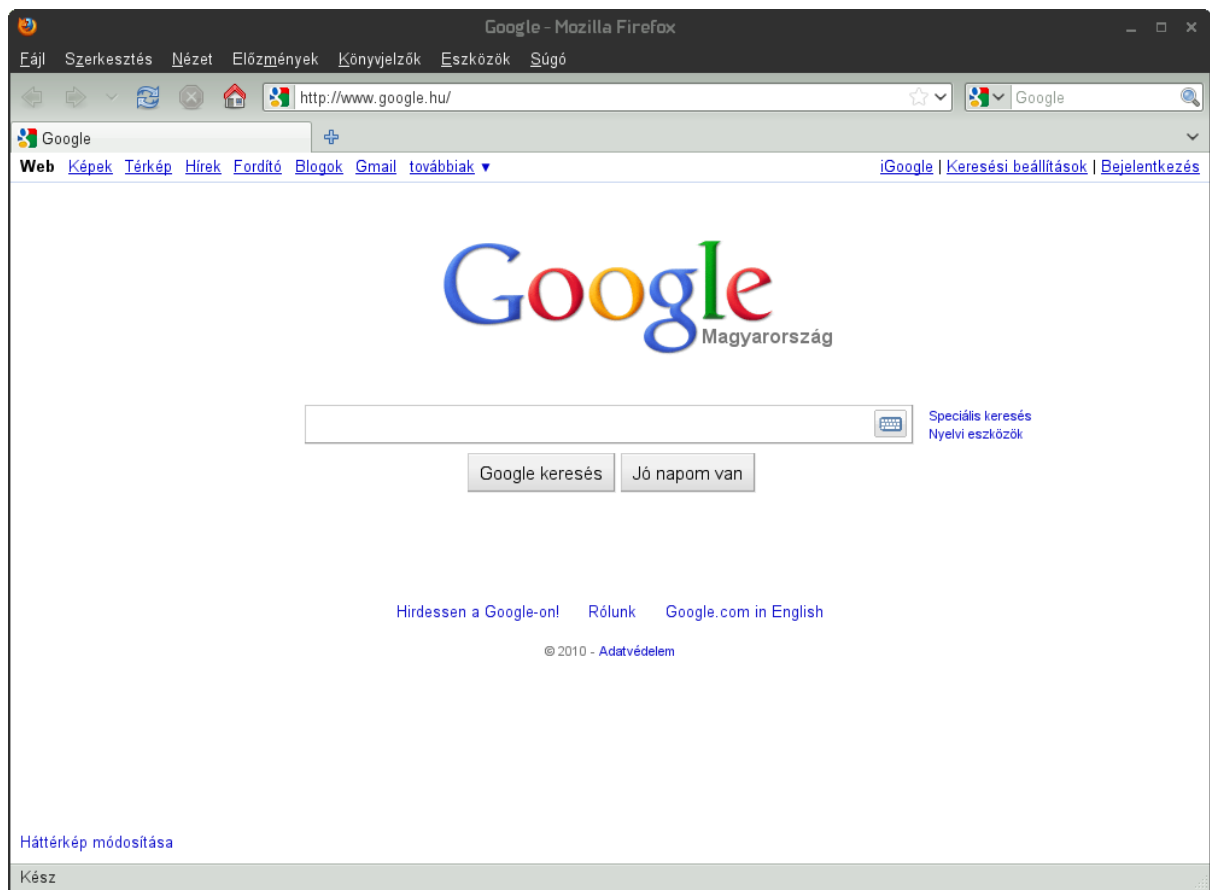 Google - Mozilla Firefox
Fájl Szerkesztés Nézet Előzmények Könyvjelzők Eszközök Súgó
http://www.google.hu/ Google
Google
Web Képek Térkép Hírek Fordító Blogok Gmail továbbiak ▼ iGoogle | Keresési beállítások | Bejelentkezés
Google
Magyarország
Speciális keresés
Nyelvi eszközök
Google keresés Jó napom van
Hirdessen a Google-on! Rólunk Google.com in English
© 2010 - Adatvédelem
Háttérkép módosítása
Kész